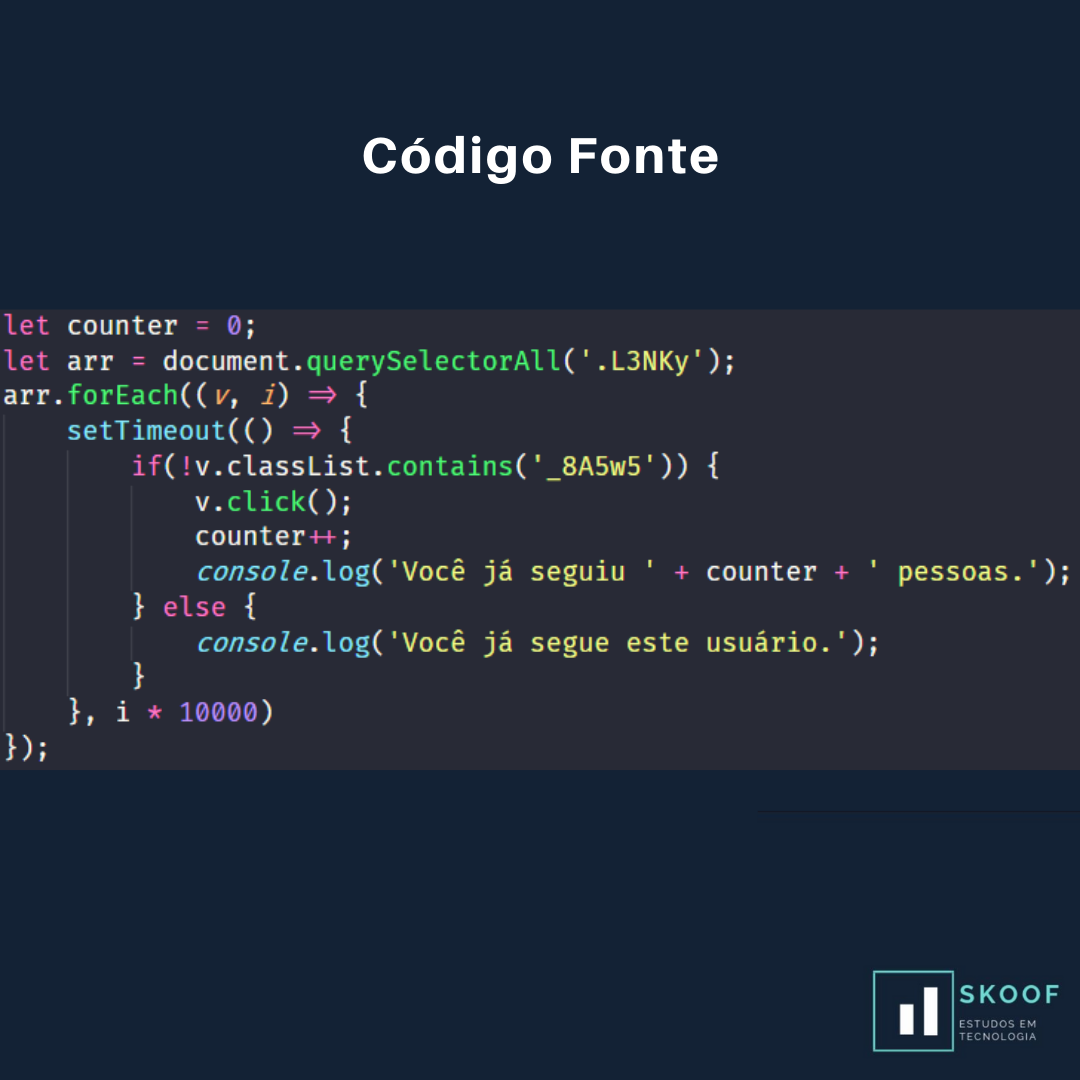 Código Fonte
let counter = 0;
let arr = document.querySelectorAll('.L3NKy');
arr.forEach((v, i) => {
    setTimeout(() => {
        if(!v.classList.contains('_8A5w5')) {
            v.click();
            counter++;
            console.log('Você já seguiu ' + counter + ' pessoas.');
        } else {
            console.log('Você já segue este usuário.');
        }
    }, i * 10000)
});
SKOOF
ESTUDOS EM
TECNOLOGIA